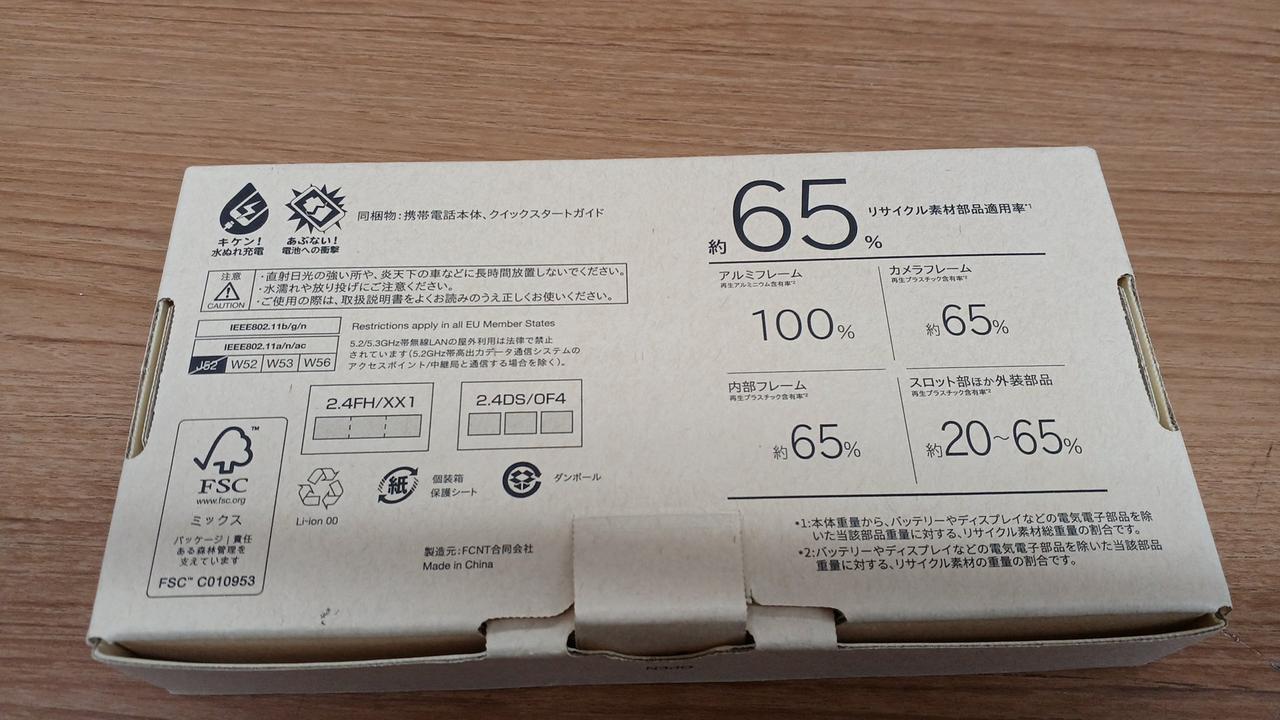 キケン!
水ぬれ充電
あぶない!
電池への衝撃
同梱物:携帯電話本体、クイックスタートガイド
注意
CAUTION
・直射日光の強い所や、炎天下の車などに長時間放置しないでください。
・水濡れや放り投げにご注意ください。
・ご使用の際は、取扱説明書をよくお読みのうえ正しくお使いください。
IEEE802.11b/g/n
IEEE802.11a/n/ac
J52 W52 W53 W56
Restrictions apply in all EU Member States
5.2/5.3GHz帯無線LANの屋外利用は法律で禁止
されています(5.2GHz帯高出力データ通信システムの
アクセスポイント/中継局と通信する場合を除く)。
2.4FH/XX1
2.4DS/OF4
FSC™
www.fsc.org
ミックス
パッケージ|責任
ある森林管理を
支えています
FSC™ C010953
Li-ion 00
紙
個装箱
保護シート
ダンボール
製造元:FCNT合同会社
Made in China
約65% リサイクル素材部品適用率*1
アルミフレーム
再生アルミニウム含有率*2
100%
カメラフレーム
再生プラスチック含有率*2
約65%
内部フレーム
再生プラスチック含有率*2
約65%
スロット部ほか外装部品
再生プラスチック含有率*2
約20~65%
*1:本体重量から、バッテリーやディスプレイなどの電気電子部品を除
いた当該部品重量に対する、リサイクル素材総重量の割合です。
*2:バッテリーやディスプレイなどの電気電子部品を除いた当該部品
重量に対する、リサイクル素材の重量の割合です。
OPEN